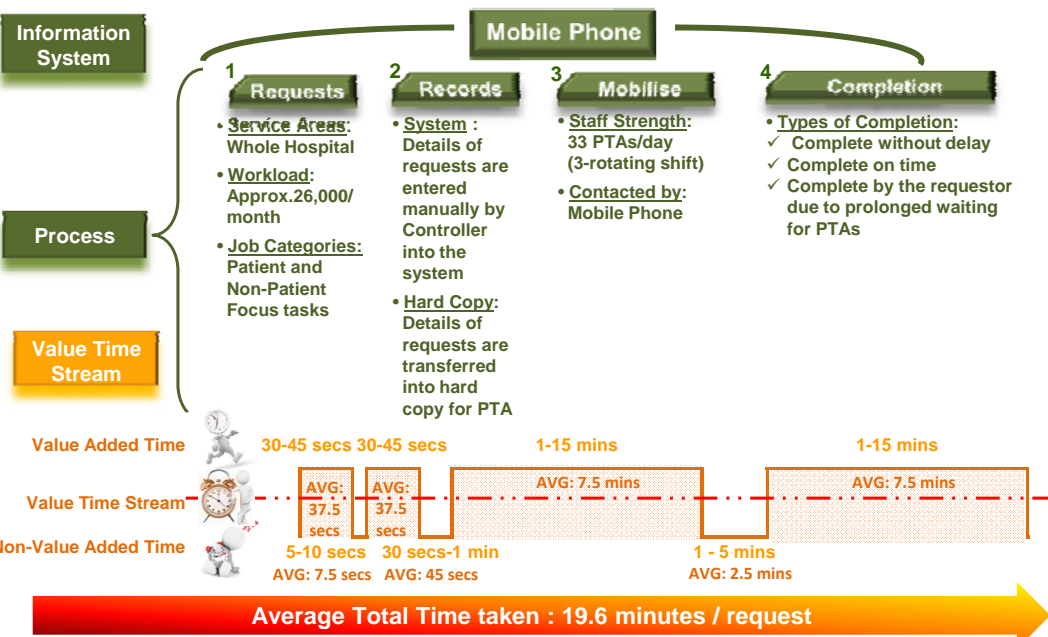 Information
System
Mobile Phone
1
Requests
• Service Areas:
Whole Hospital
• Workload:
Approx.26,000/
month
• Job Categories:
Patient and
Non-Patient
Focus tasks
2
Records
• System :
Details of
requests are
entered
manually by
Controller
into the
system
• Hard Copy:
Details of
requests are
transferred
into hard
copy for PTA
3
Mobilise
• Staff Strength:
33 PTAs/day
(3-rotating shift)
• Contacted by:
Mobile Phone
4
Completion
• Types of Completion:
✓ Complete without delay
✓ Complete on time
✓ Complete by the requestor
due to prolonged waiting
for PTAs
Process
Value Time
Stream
Value Added Time
30-45 secs 30-45 secs
1-15 mins
1-15 mins
Value Time Stream
AVG:
37.5
secs
AVG:
37.5
secs
AVG: 7.5 mins
AVG: 7.5 mins
Non-Value Added Time
5-10 secs
AVG: 7.5 secs
30 secs-1 min
AVG: 45 secs
1 - 5 mins
AVG: 2.5 mins
Average Total Time taken : 19.6 minutes / request